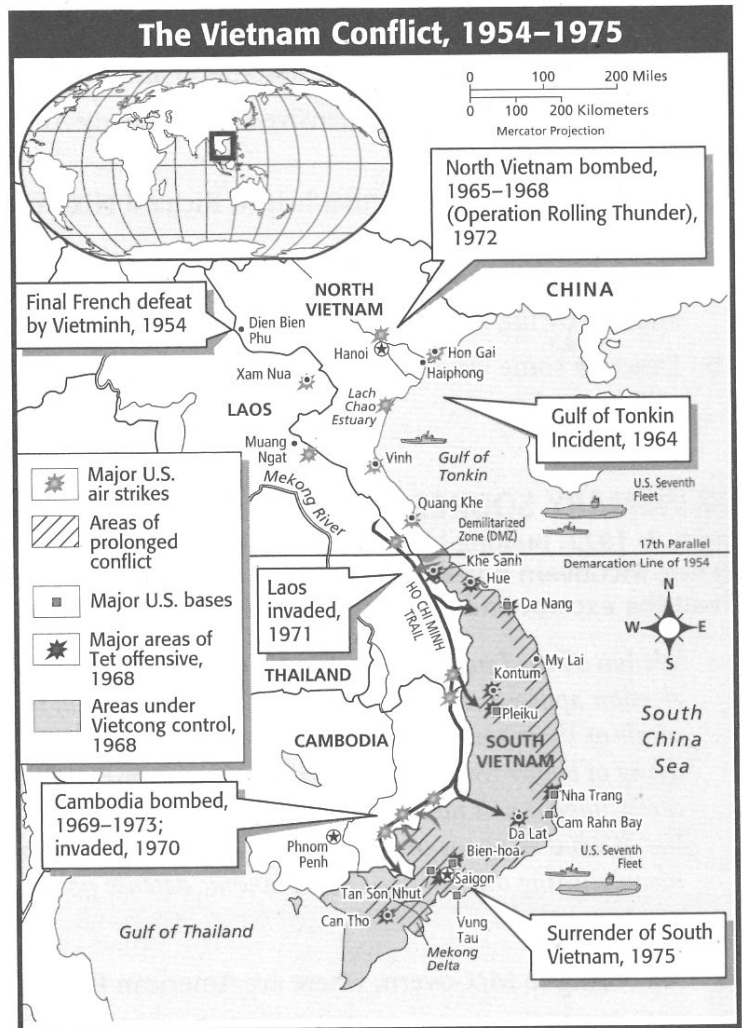 The Vietnam Conflict, 1954–1975
0 100 200 Miles
0 100 200 Kilometers
Mercator Projection
North Vietnam bombed,
1965–1968
(Operation Rolling Thunder),
1972
NORTH
VIETNAM
CHINA
Final French defeat
by Vietminh, 1954
Dien Bien
Phu
Hanoi
Hon Gai
Haiphong
Xam Nua
Lach
Chao
Estuary
LAOS
Gulf of Tonkin
Incident, 1964
Muang
Ngat
Vinh
Gulf of
Tonkin
Mekong River
U.S. Seventh
Fleet
Quang Khe
Demilitarized
Zone (DMZ)
17th Parallel
Demarcation Line of 1954
Major U.S.
air strikes
Areas of
prolonged
conflict
Major U.S. bases
Major areas of
Tet offensive,
1968
Areas under
Vietcong control,
1968
Khe Sanh
Hue
Laos
invaded,
1971
HO CHI MINH
TRAIL
Da Nang
N
W E
S
THAILAND
My Lai
Kontum
Pleiku
CAMBODIA
SOUTH
VIETNAM
South
China
Sea
Cambodia bombed,
1969–1973;
invaded, 1970
Nha Trang
Cam Rahn Bay
Da Lat
Phnom
Penh
Bien-hoa
U.S. Seventh
Fleet
Saigon
Tan Son Nhut
Can Tho
Vung
Tau
Mekong
Delta
Gulf of Thailand
Surrender of South
Vietnam, 1975